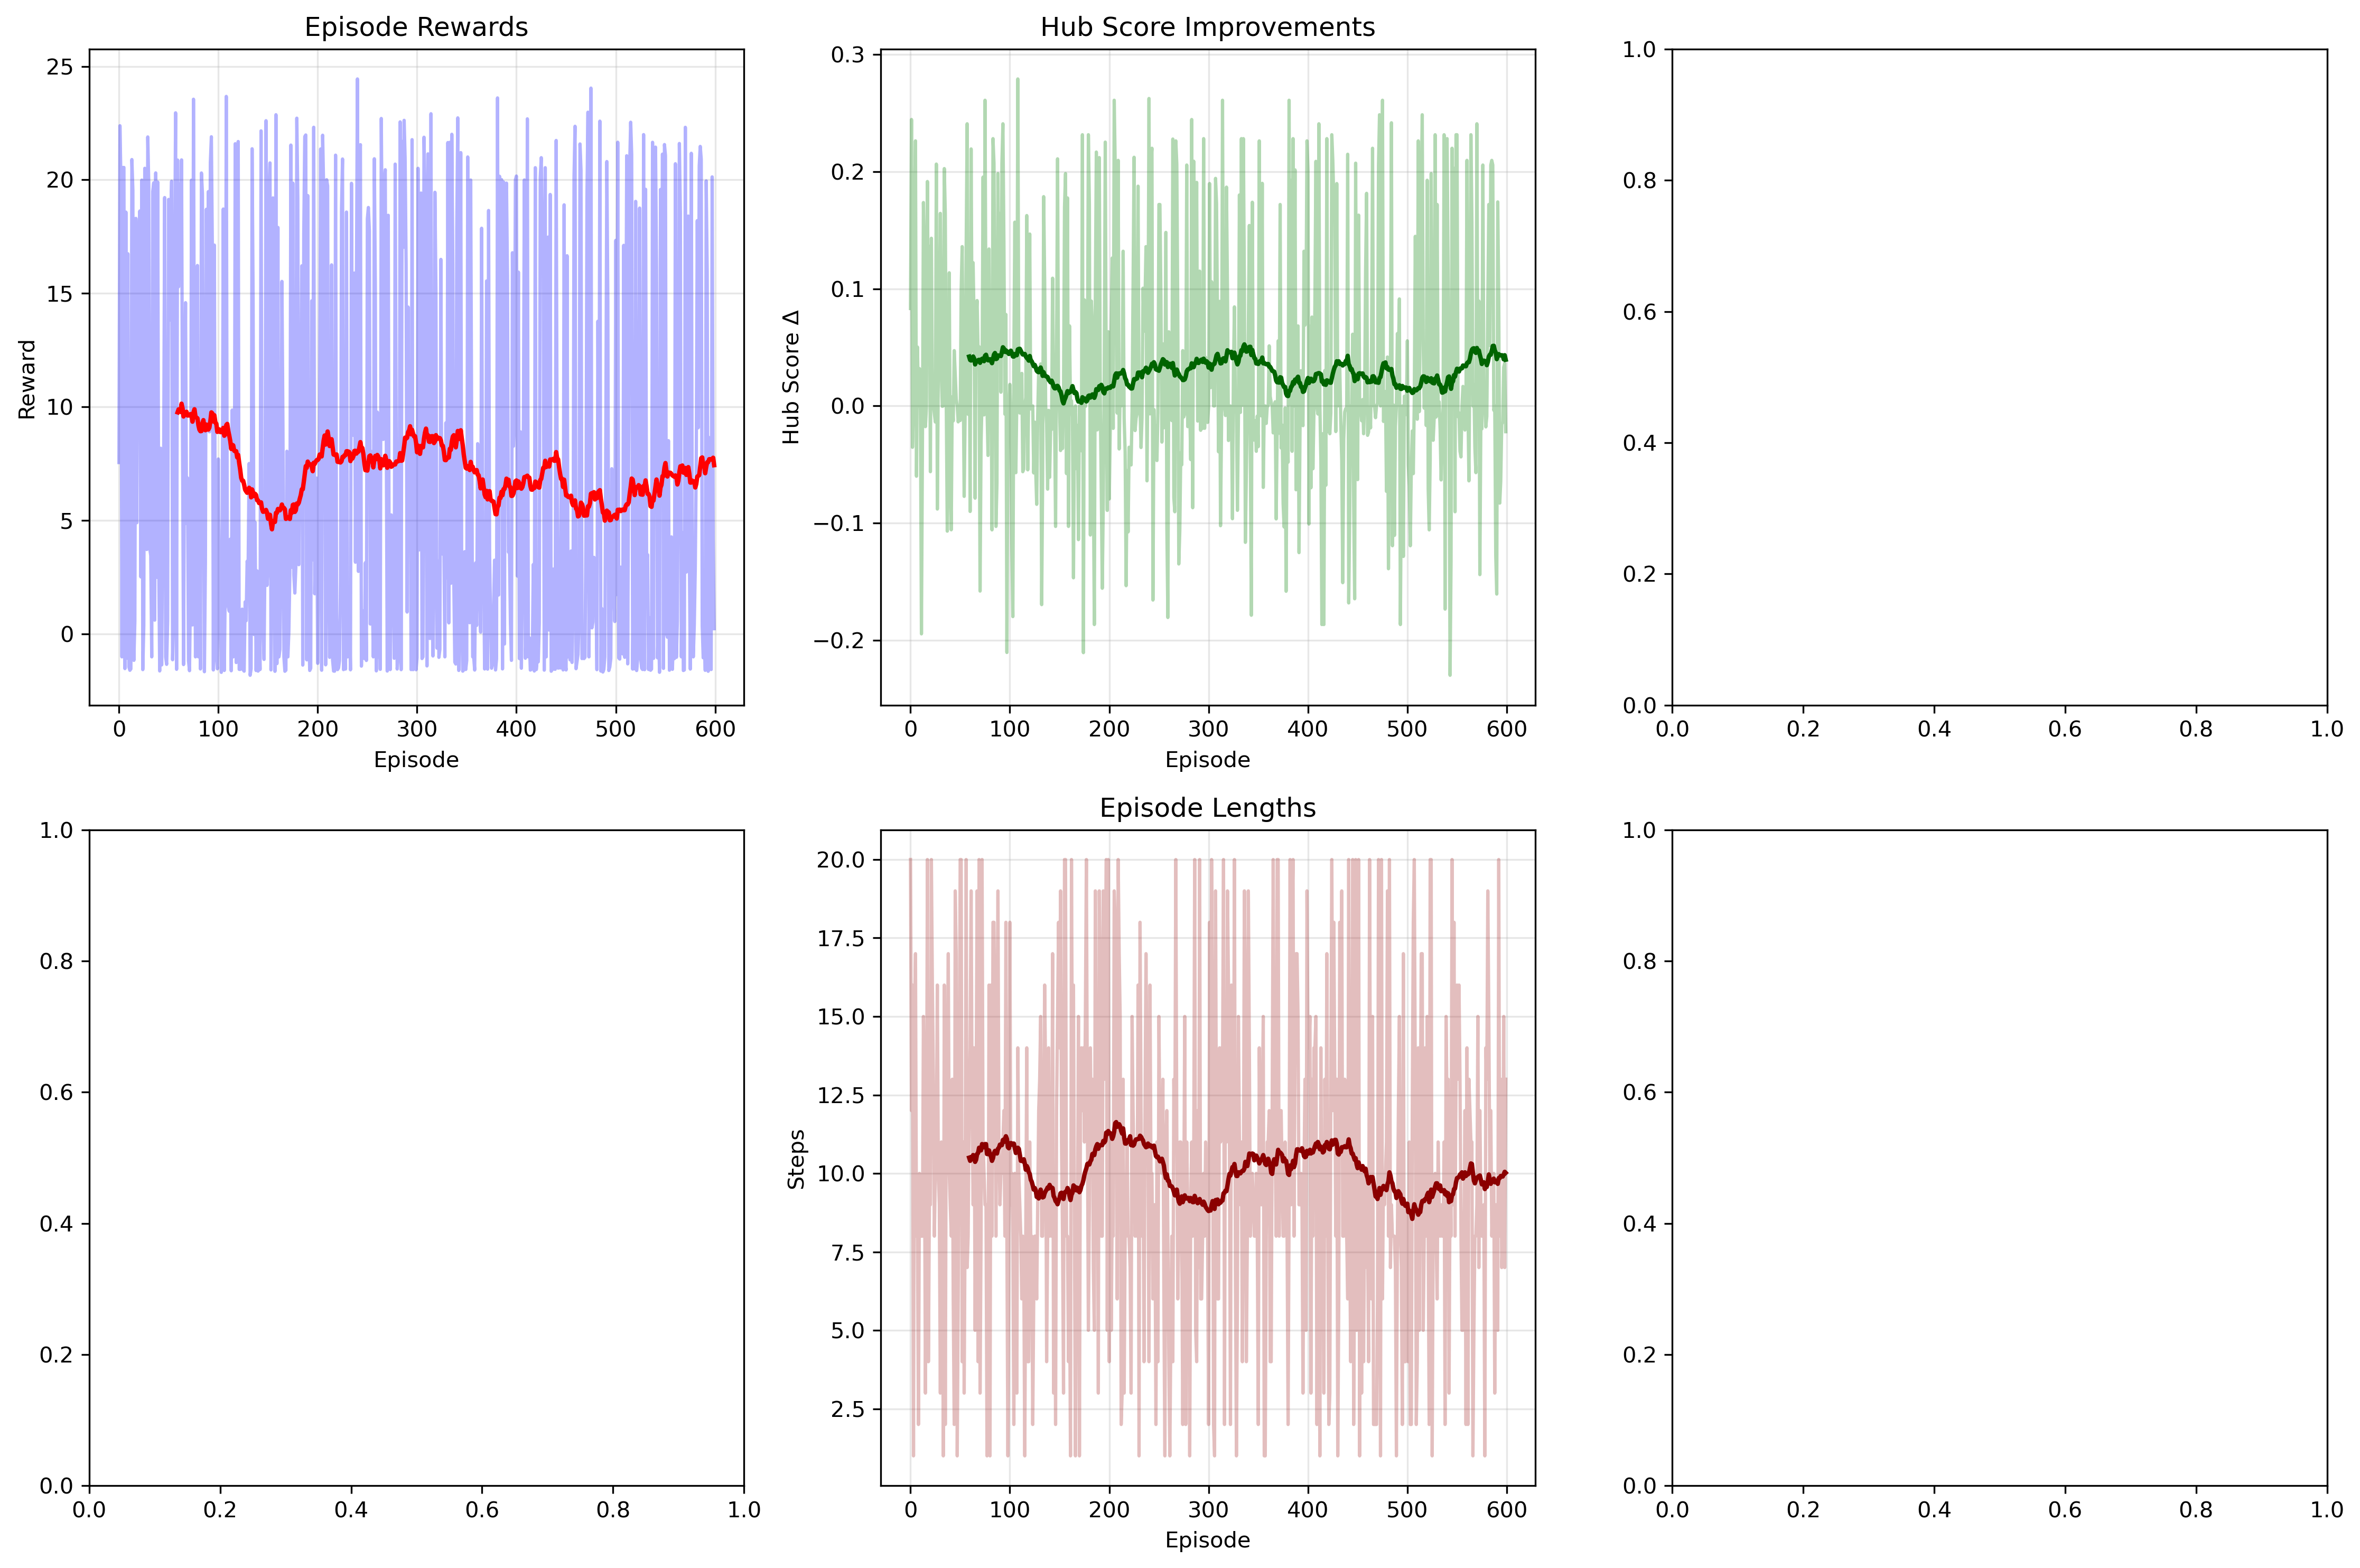 Episode Rewards
25
20
15
10
5
0
Reward
0 100 200 300 400 500 600
Episode
Hub Score Improvements
0.3
0.2
0.1
0.0
−0.1
−0.2
Hub Score Δ
0 100 200 300 400 500 600
Episode
1.0
0.8
0.6
0.4
0.2
0.0
0.0 0.2 0.4 0.6 0.8 1.0
1.0
0.8
0.6
0.4
0.2
0.0
0.0 0.2 0.4 0.6 0.8 1.0
Episode Lengths
20.0
17.5
15.0
12.5
10.0
7.5
5.0
2.5
Steps
0 100 200 300 400 500 600
Episode
1.0
0.8
0.6
0.4
0.2
0.0
0.0 0.2 0.4 0.6 0.8 1.0